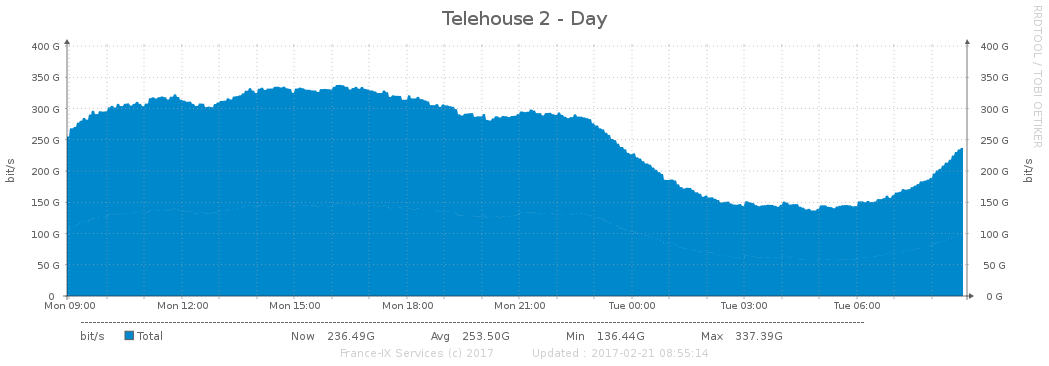 Telehouse 2 - Day
RRDTOOL / TOBI OETIKER
400 G 400 G
350 G 350 G
300 G 300 G
250 G 250 G
200 G 200 G
150 G 150 G
100 G 100 G
50 G 50 G
0 0 G
bit/s bit/s
Mon 09:00 Mon 12:00 Mon 15:00 Mon 18:00 Mon 21:00 Tue 00:00 Tue 03:00 Tue 06:00
bit/s Total Now 236.49G Avg 253.50G Min 136.44G Max 337.39G
France-IX Services (c) 2017 Updated : 2017-02-21 08:55:14